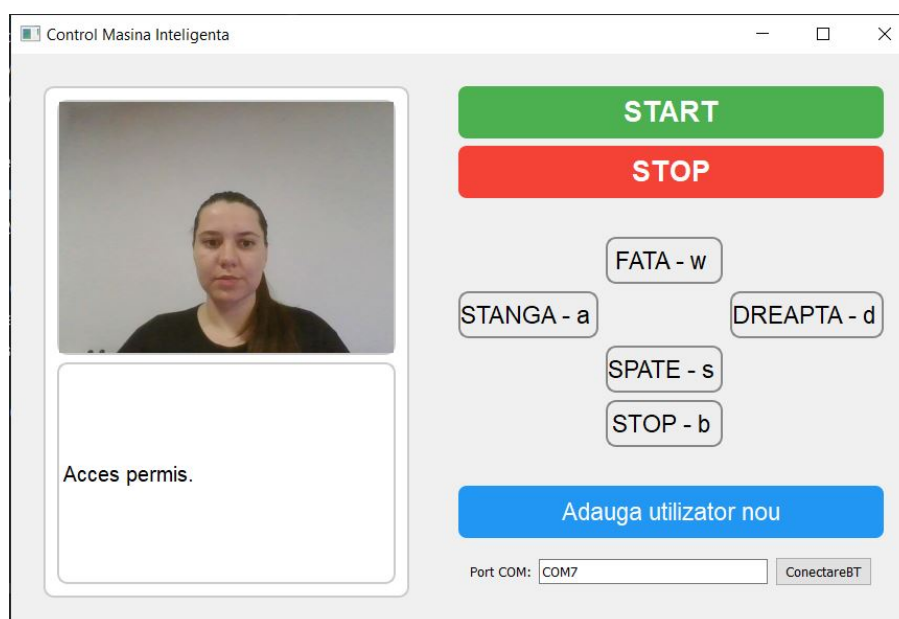 Control Masina Inteligenta
START
STOP
FATA - w
STANGA - a
DREAPTA - d
SPATE - s
STOP - b
Acces permis.
Adauga utilizator nou
Port COM: COM7 ConectareBT